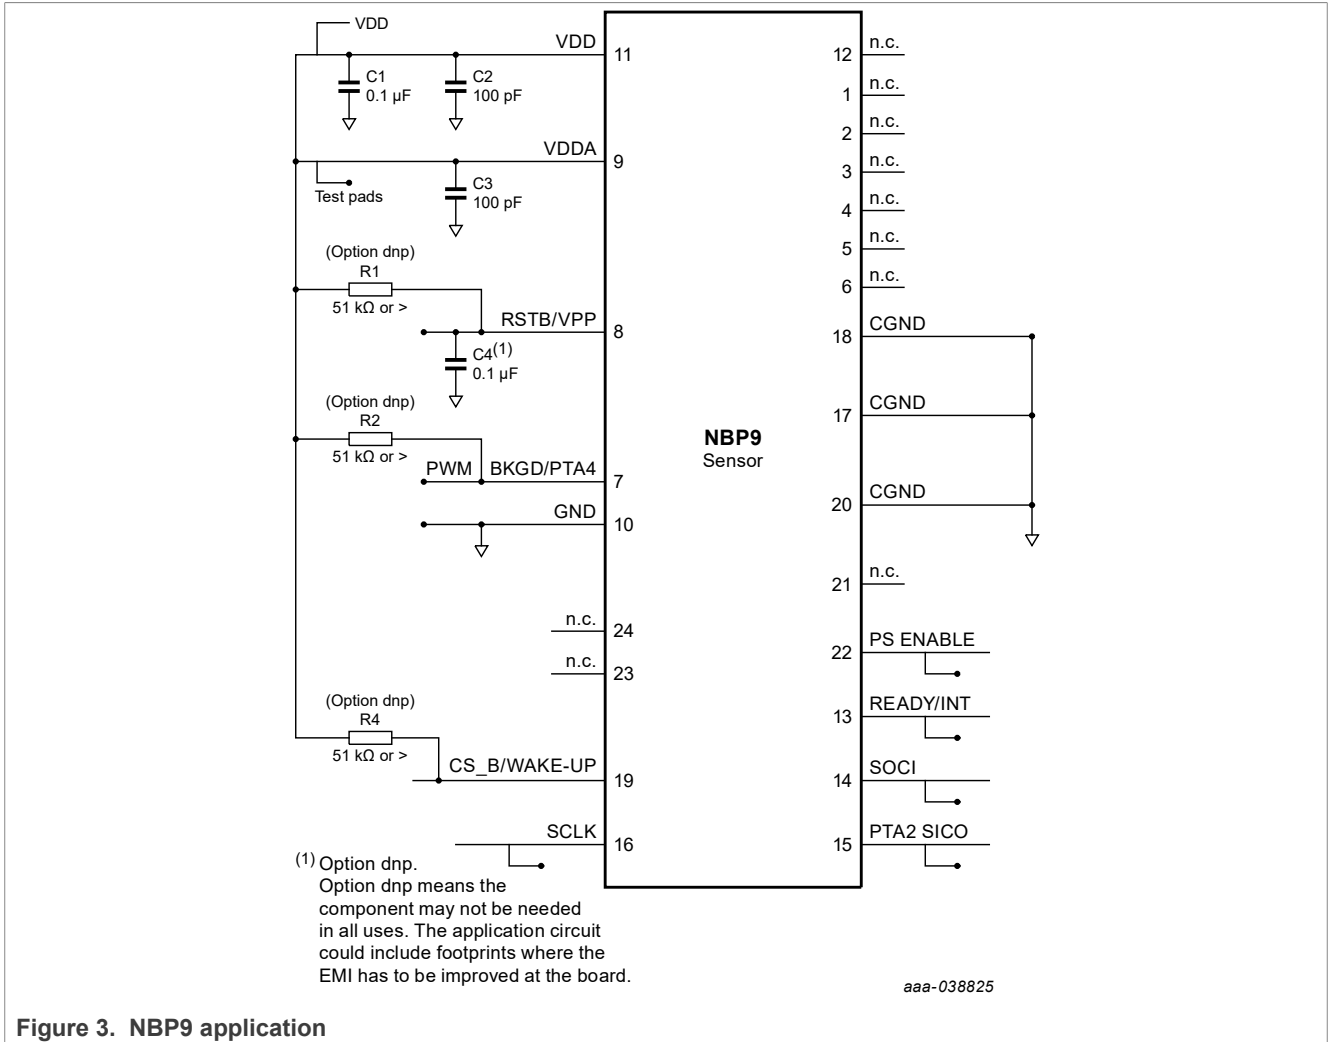 VDD
VDD
11
C1
0.1 µF
C2
100 pF
VDDA
9
Test pads
C3
100 pF
(Option dnp)
R1
51 kΩ or >
RSTB/VPP
8
C4(1)
0.1 µF
(Option dnp)
R2
51 kΩ or >
PWM
BKGD/PTA4
7
GND
10
n.c.
24
n.c.
23
(Option dnp)
R4
51 kΩ or >
CS_B/WAKE-UP
19
SCLK
16
NBP9
Sensor
12
n.c.
1
n.c.
2
n.c.
3
n.c.
4
n.c.
5
n.c.
6
n.c.
18
CGND
17
CGND
20
CGND
21
n.c.
22
PS ENABLE
13
READY/INT
14
SOCI
15
PTA2 SICO
(1) Option dnp.
Option dnp means the
component may not be needed
in all uses. The application circuit
could include footprints where the
EMI has to be improved at the board.
aaa-038825
Figure 3. NBP9 application